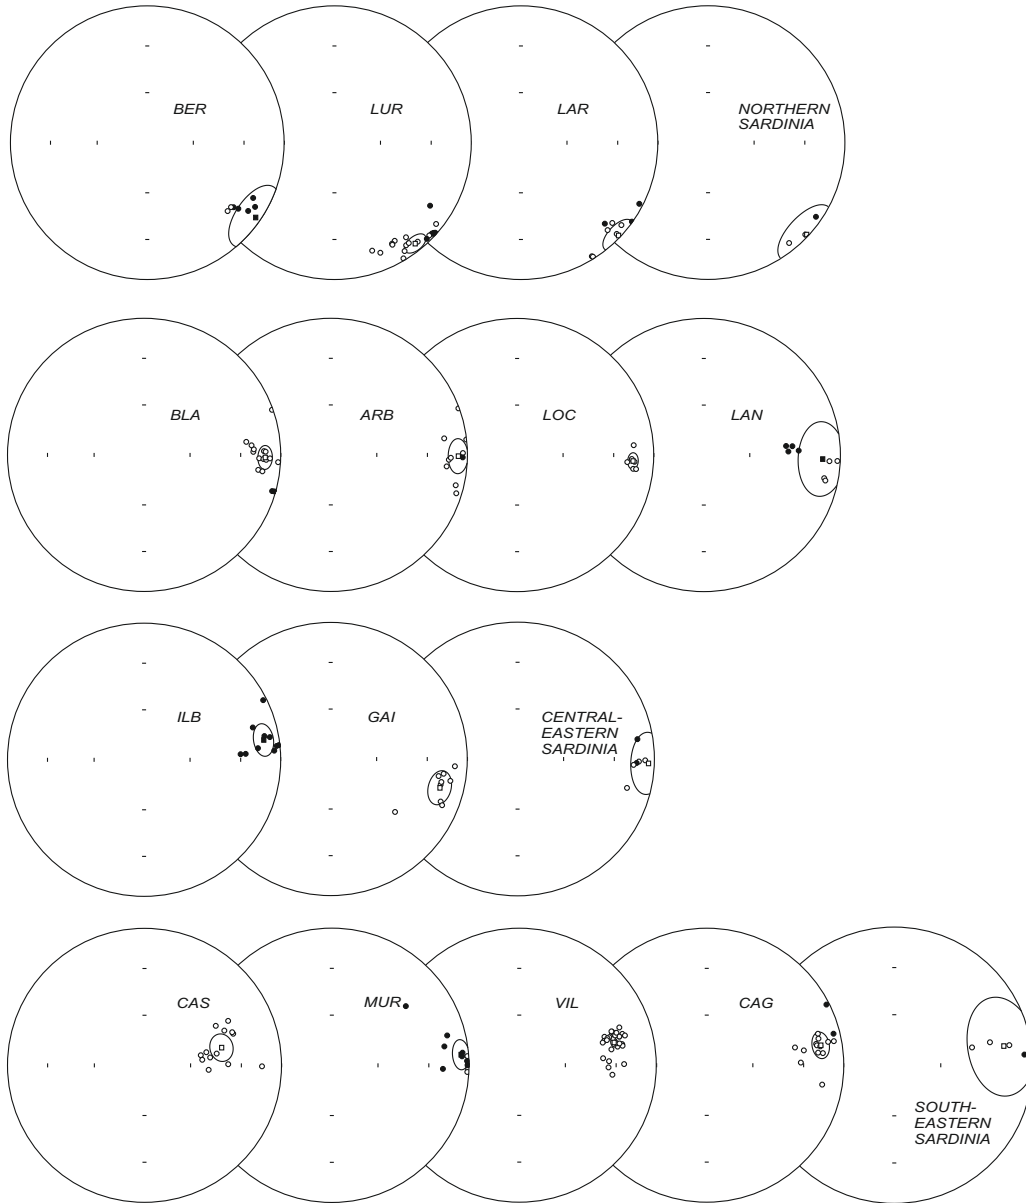 BER
LUR
LAR
NORTHERN
SARDINIA
BLA
ARB
LOC
LAN
ILB
GAI
CENTRAL-
EASTERN
SARDINIA
CAS
MUR
VIL
CAG
SOUTH-
EASTERN
SARDINIA